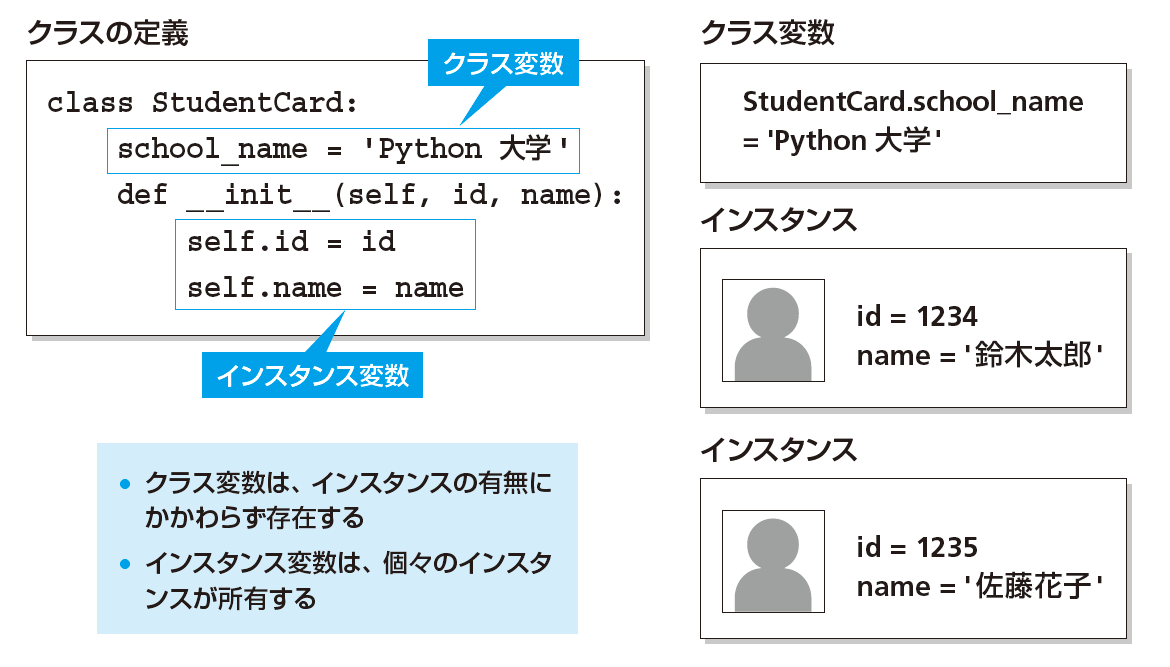 クラスの定義
クラス変数
class StudentCard:
school_name = 'Python 大学'
def __init__(self, id, name):
self.id = id
self.name = name
インスタンス変数
クラス変数は、インスタンスの有無に
かかわらず存在する
インスタンス変数は、個々のインスタ
ンスが所有する
クラス変数
StudentCard.school_name
= 'Python 大学'
インスタンス
id = 1234
name = '鈴木太郎'
インスタンス
id = 1235
name = '佐藤花子'